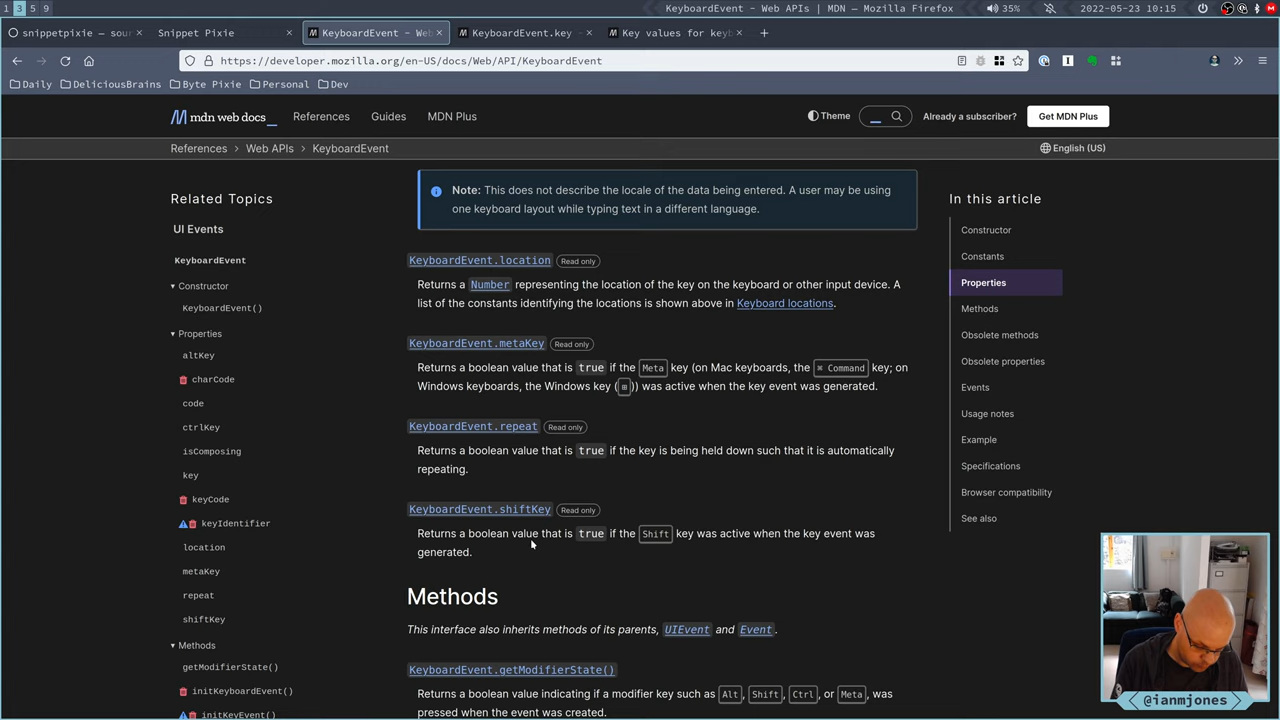 1 3 5 9
KeyboardEvent - Web APIs | MDN — Mozilla Firefox
35%
2022-05-23 10:15
snippetpixie — sour
Snippet Pixie
KeyboardEvent - Web
KeyboardEvent.key
Key values for keyb
https://developer.mozilla.org/en-US/docs/Web/API/KeyboardEvent
Daily
DeliciousBrains
Byte Pixie
Personal
Dev
mdn web docs_
References
Guides
MDN Plus
Theme
Already a subscriber?
Get MDN Plus
References
Web APIs
KeyboardEvent
English (US)
Related Topics
UI Events
KeyboardEvent
Constructor
KeyboardEvent()
Properties
altKey
charCode
code
ctrlKey
isComposing
key
keyCode
keyIdentifier
location
metaKey
repeat
shiftKey
Methods
getModifierState()
initKeyboardEvent()
initKeyEvent()
Note: This does not describe the locale of the data being entered. A user may be using
one keyboard layout while typing text in a different language.
KeyboardEvent.location Read only
Returns a Number representing the location of the key on the keyboard or other input device. A
list of the constants identifying the locations is shown above in Keyboard locations.
KeyboardEvent.metaKey Read only
Returns a boolean value that is true if the Meta key (on Mac keyboards, the ⌘ Command key; on
Windows keyboards, the Windows key (⊞)) was active when the key event was generated.
KeyboardEvent.repeat Read only
Returns a boolean value that is true if the key is being held down such that it is automatically
repeating.
KeyboardEvent.shiftKey Read only
Returns a boolean value that is true if the Shift key was active when the key event was
generated.
Methods
This interface also inherits methods of its parents, UIEvent and Event.
KeyboardEvent.getModifierState()
Returns a boolean value indicating if a modifier key such as Alt, Shift, Ctrl, or Meta, was
pressed when the event was created.
In this article
Constructor
Constants
Properties
Methods
Obsolete methods
Obsolete properties
Events
Usage notes
Example
Specifications
Browser compatibility
See also
@ianmjones